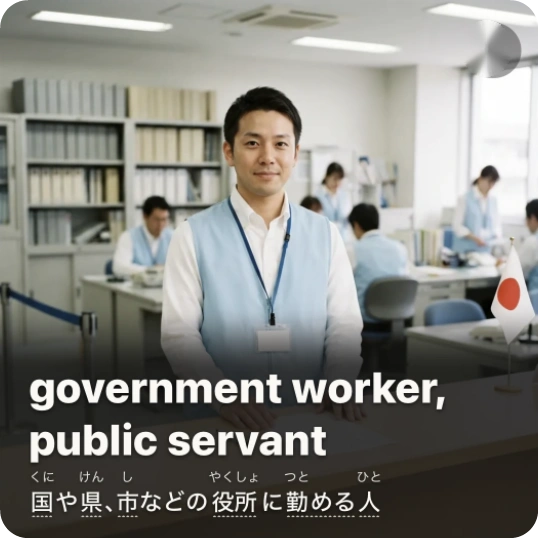 government worker,
public servant
くに けん し やくしょ つと ひと
国や県、市などの役所に勤める人